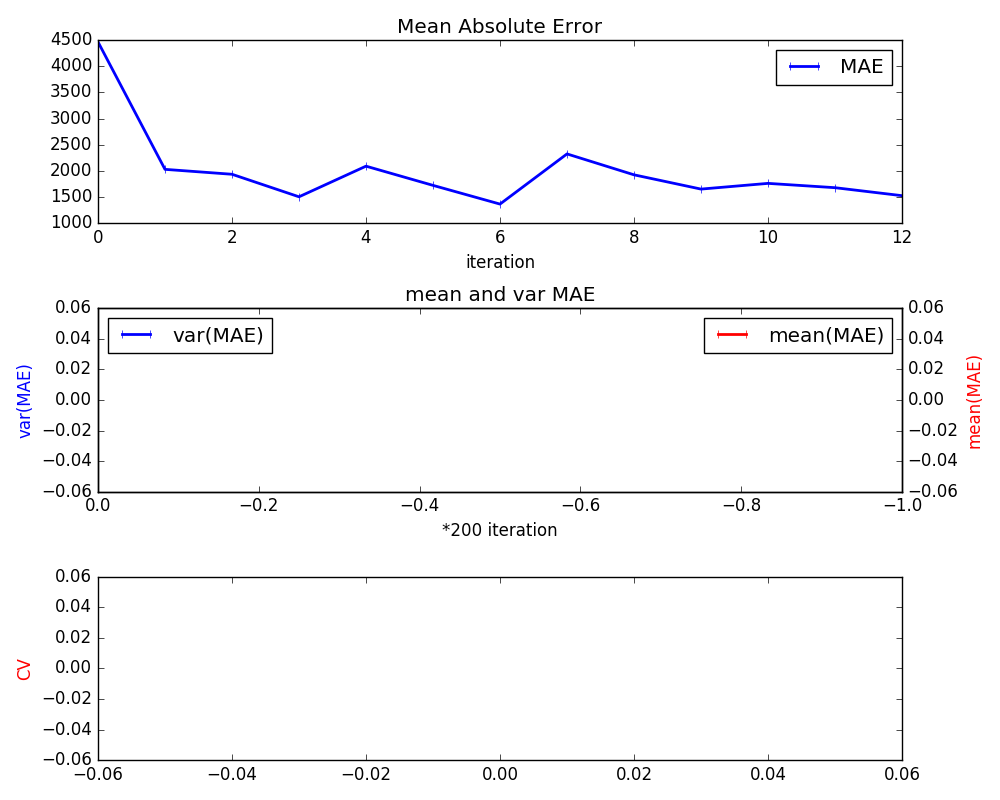 Mean Absolute Error
4500
4000
3500
3000
2500
2000
1500
1000
MAE
0 2 4 6 8 10 12
iteration
mean and var MAE
var(MAE)
0.06
0.04
0.02
0.00
−0.02
−0.04
−0.06
var(MAE)
mean(MAE)
0.06
0.04
0.02
0.00
−0.02
−0.04
−0.06
mean(MAE)
0.0 −0.2 −0.4 −0.6 −0.8 −1.0
*200 iteration
CV
0.06
0.04
0.02
0.00
−0.02
−0.04
−0.06
−0.06 −0.04 −0.02 0.00 0.02 0.04 0.06